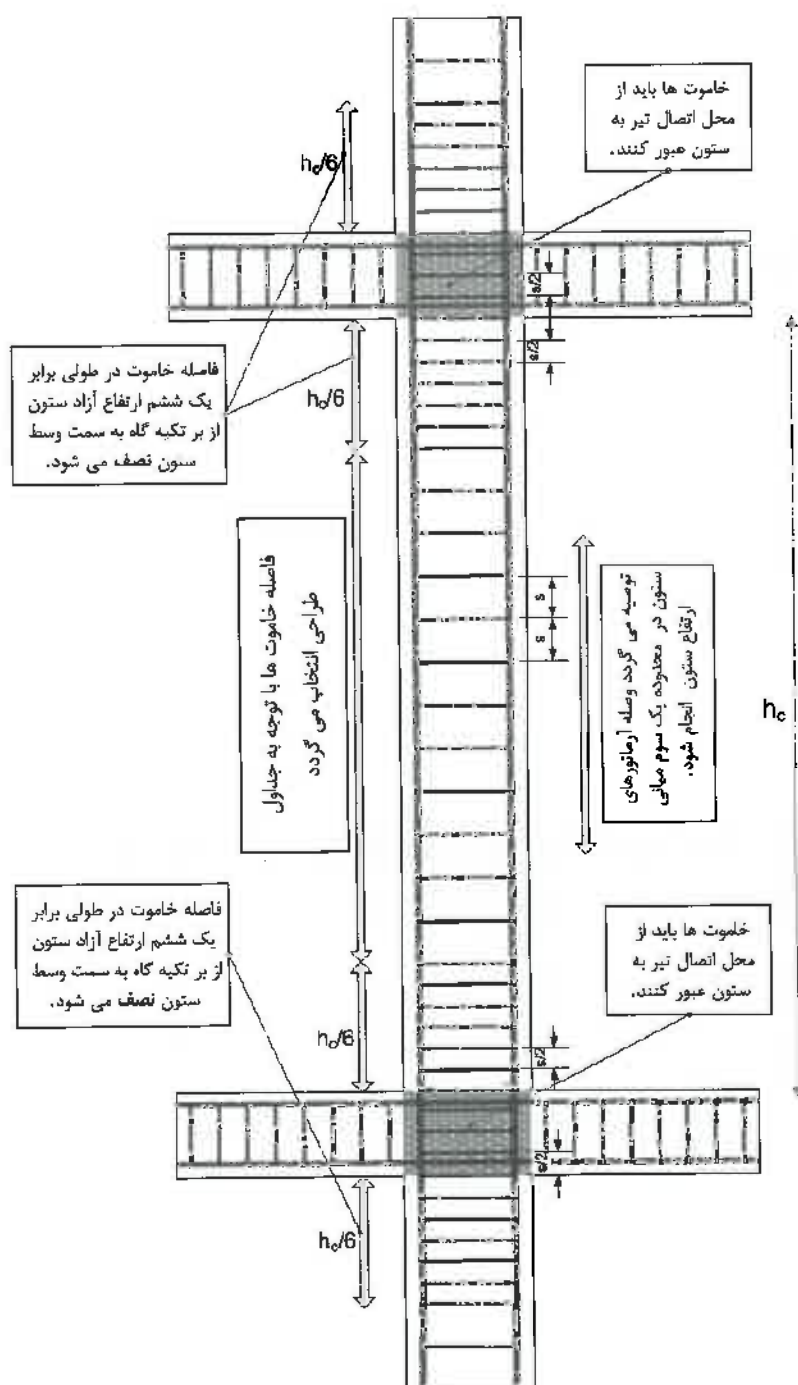 خاموت ها باید از
محل اتصال تیر به
ستون عبور کنند.
hc/6
s/2
s/2
فاصله خاموت در طولی برابر
یک ششم ارتفاع آزاد ستون
از بر تکیه گاه به سمت وسط
ستون نصف می شود.
hc/6
فاصله خاموت ها با توجه به جداول
طراحی انتخاب می گردد
s
s
توصیه می گردد وصله آرماتورهای
ستون در محدوده یک سوم میانی
ارتفاع ستون انجام شود.
hc
فاصله خاموت در طولی برابر
یک ششم ارتفاع آزاد ستون
از بر تکیه گاه به سمت وسط
ستون نصف می شود.
خاموت ها باید از
محل اتصال تیر به
ستون عبور کنند.
hc/6
s/2
s/2
hc/6